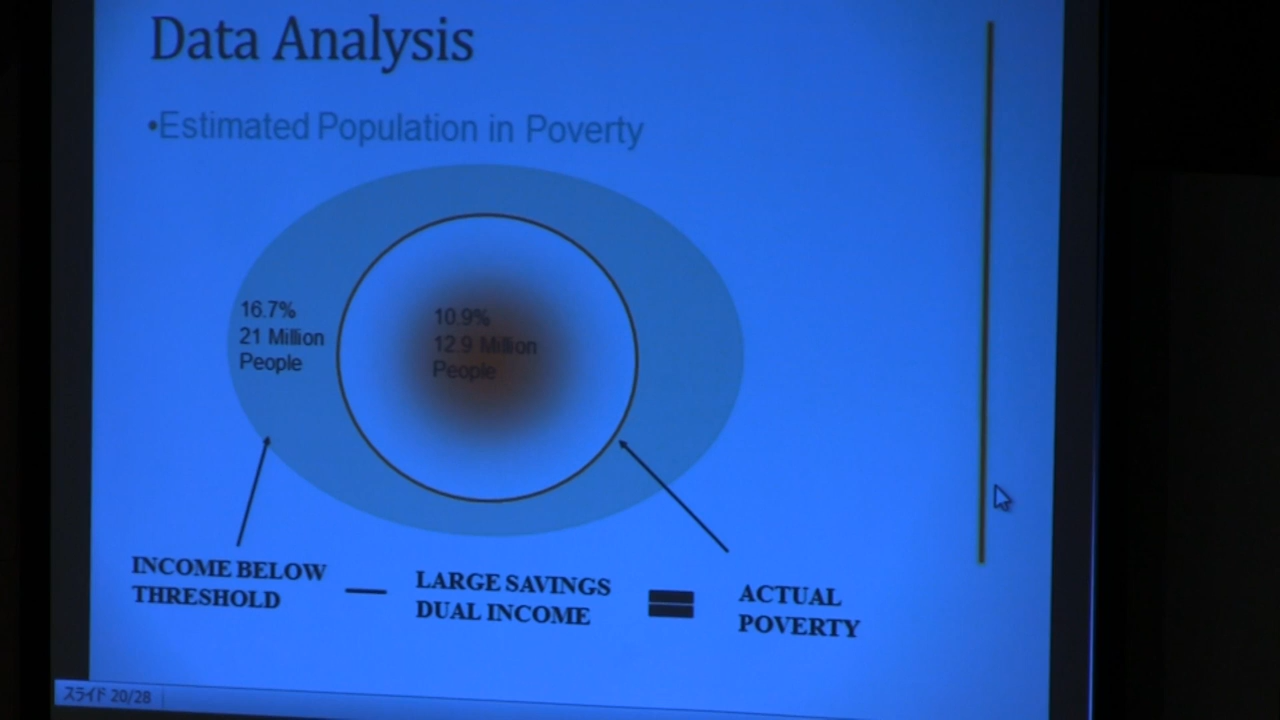 Data Analysis
•Estimated Population in Poverty
16.7%
21 Million
People
10.9%
12.9 Million
People
INCOME BELOW
THRESHOLD
—
LARGE SAVINGS
DUAL INCOME
=
ACTUAL
POVERTY
スライド 20/28